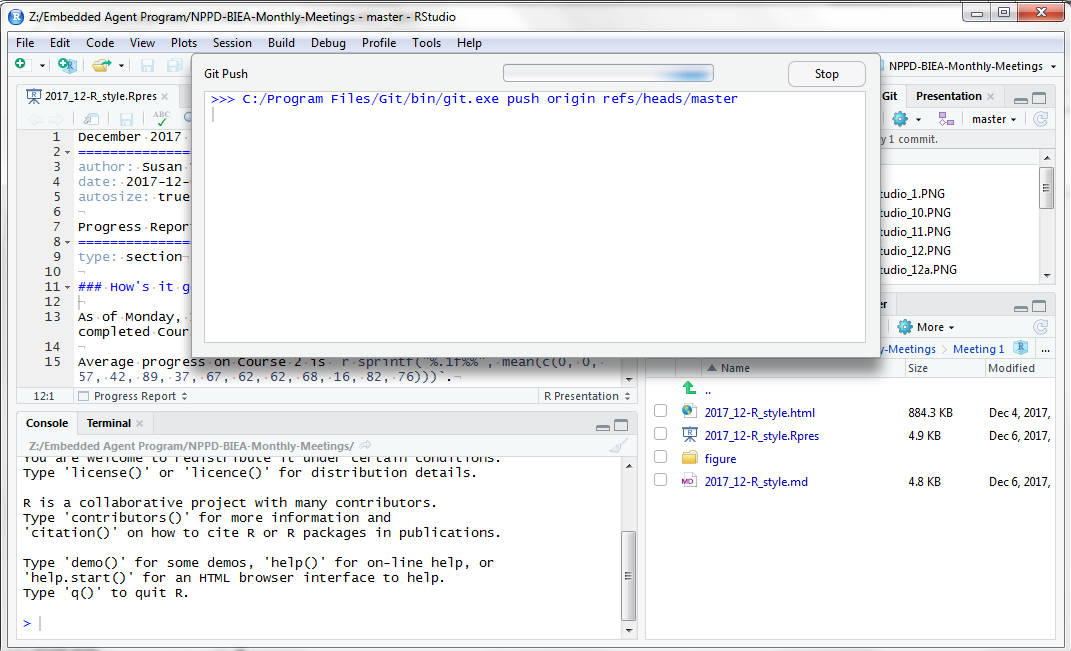 Z:/Embedded Agent Program/NPPD-BIEA-Monthly-Meetings - master - RStudio
File Edit Code View Plots Session Build Debug Profile Tools Help
NPPD-BIEA-Monthly-Meetings
Git Push
Stop
>>> C:/Program Files/Git/bin/git.exe push origin refs/heads/master
2017_12-R_style.Rpres
ABC
1 December 2017
2 ==============
3 author: Susan
4 date: 2017-12-
5 autosize: true
6
7 Progress Repor
8 ==============
9 type: section
10
11 ### How's it g
12
13 As of Monday,
completed Cour
14
15 Average progress on Course 2 is `r sprintf("%.1f%%", mean(c(0, 0,
57, 42, 89, 37, 67, 62, 62, 68, 16, 82, 76)))`.
12:1 Progress Report R Presentation
Git Presentation
master
y 1 commit.
tudio_1.PNG
tudio_10.PNG
tudio_11.PNG
tudio_12.PNG
tudio_12a.PNG
er
More
y-Meetings Meeting 1 R ...
Name Size Modified
..
2017_12-R_style.html 884.3 KB Dec 4, 2017,
2017_12-R_style.Rpres 4.9 KB Dec 6, 2017,
figure
MD 2017_12-R_style.md 4.8 KB Dec 6, 2017,
Console Terminal
Z:/Embedded Agent Program/NPPD-BIEA-Monthly-Meetings/
You are welcome to redistribute it under certain conditions.
Type 'license()' or 'licence()' for distribution details.
R is a collaborative project with many contributors.
Type 'contributors()' for more information and
'citation()' on how to cite R or R packages in publications.
Type 'demo()' for some demos, 'help()' for on-line help, or
'help.start()' for an HTML browser interface to help.
Type 'q()' to quit R.
>